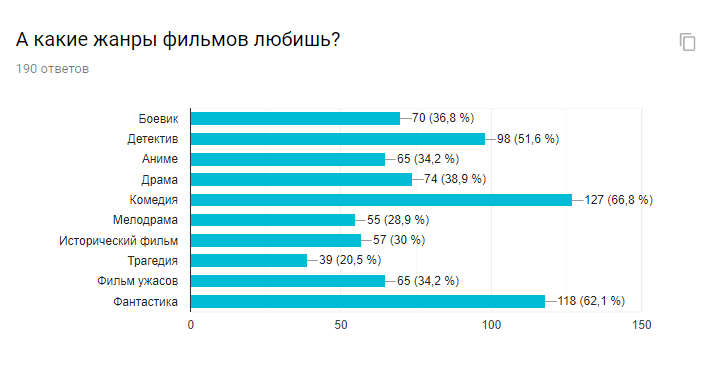 А какие жанры фильмов любишь?
190 ответов
Боевик 70 (36,8 %)
Детектив 98 (51,6 %)
Аниме 65 (34,2 %)
Драма 74 (38,9 %)
Комедия 127 (66,8 %)
Мелодрама 55 (28,9 %)
Исторический фильм 57 (30 %)
Трагедия 39 (20,5 %)
Фильм ужасов 65 (34,2 %)
Фантастика 118 (62,1 %)
0 50 100 150